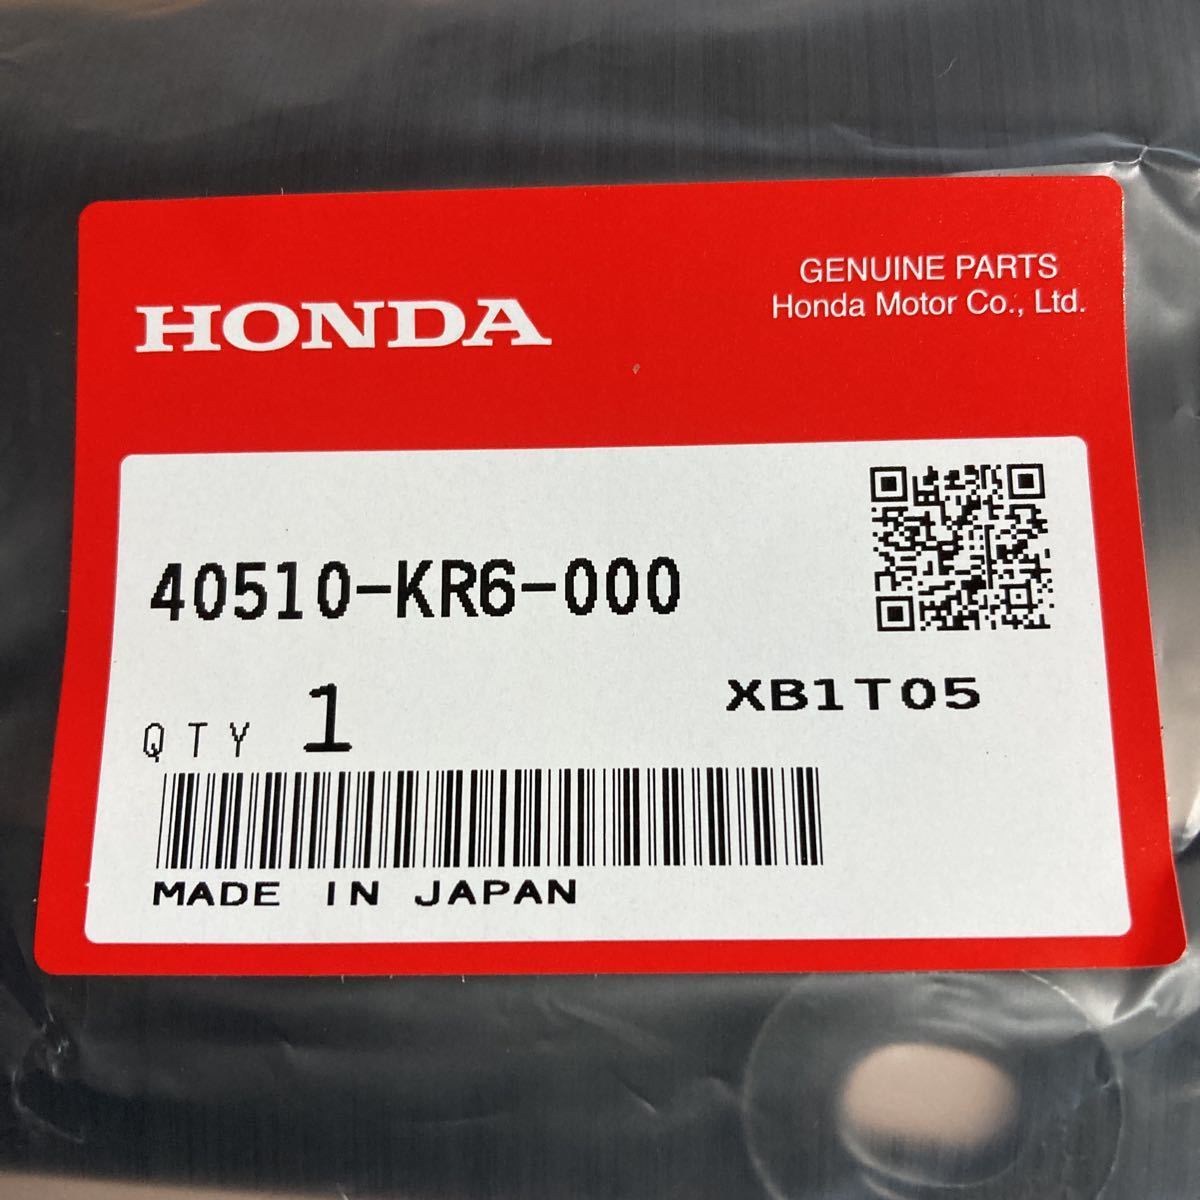 HONDA
GENUINE PARTS
Honda Motor Co., Ltd.
40510-KR6-000
XB1T05
QTY 1
MADE IN JAPAN